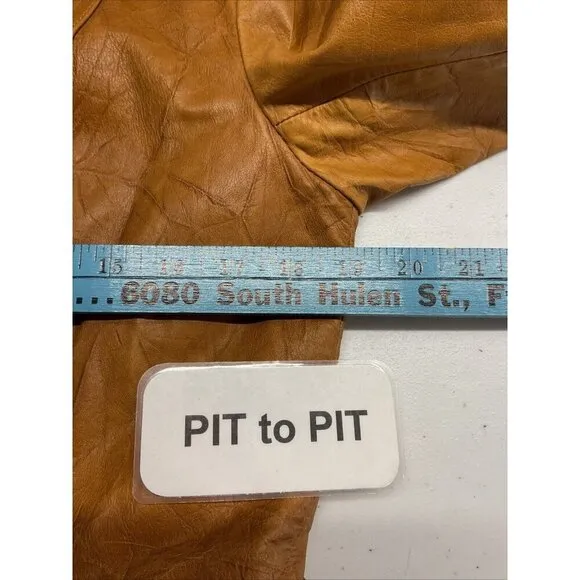 15 16 17 18 19 20 21
...6080 South Hulen St., F
PIT to PIT